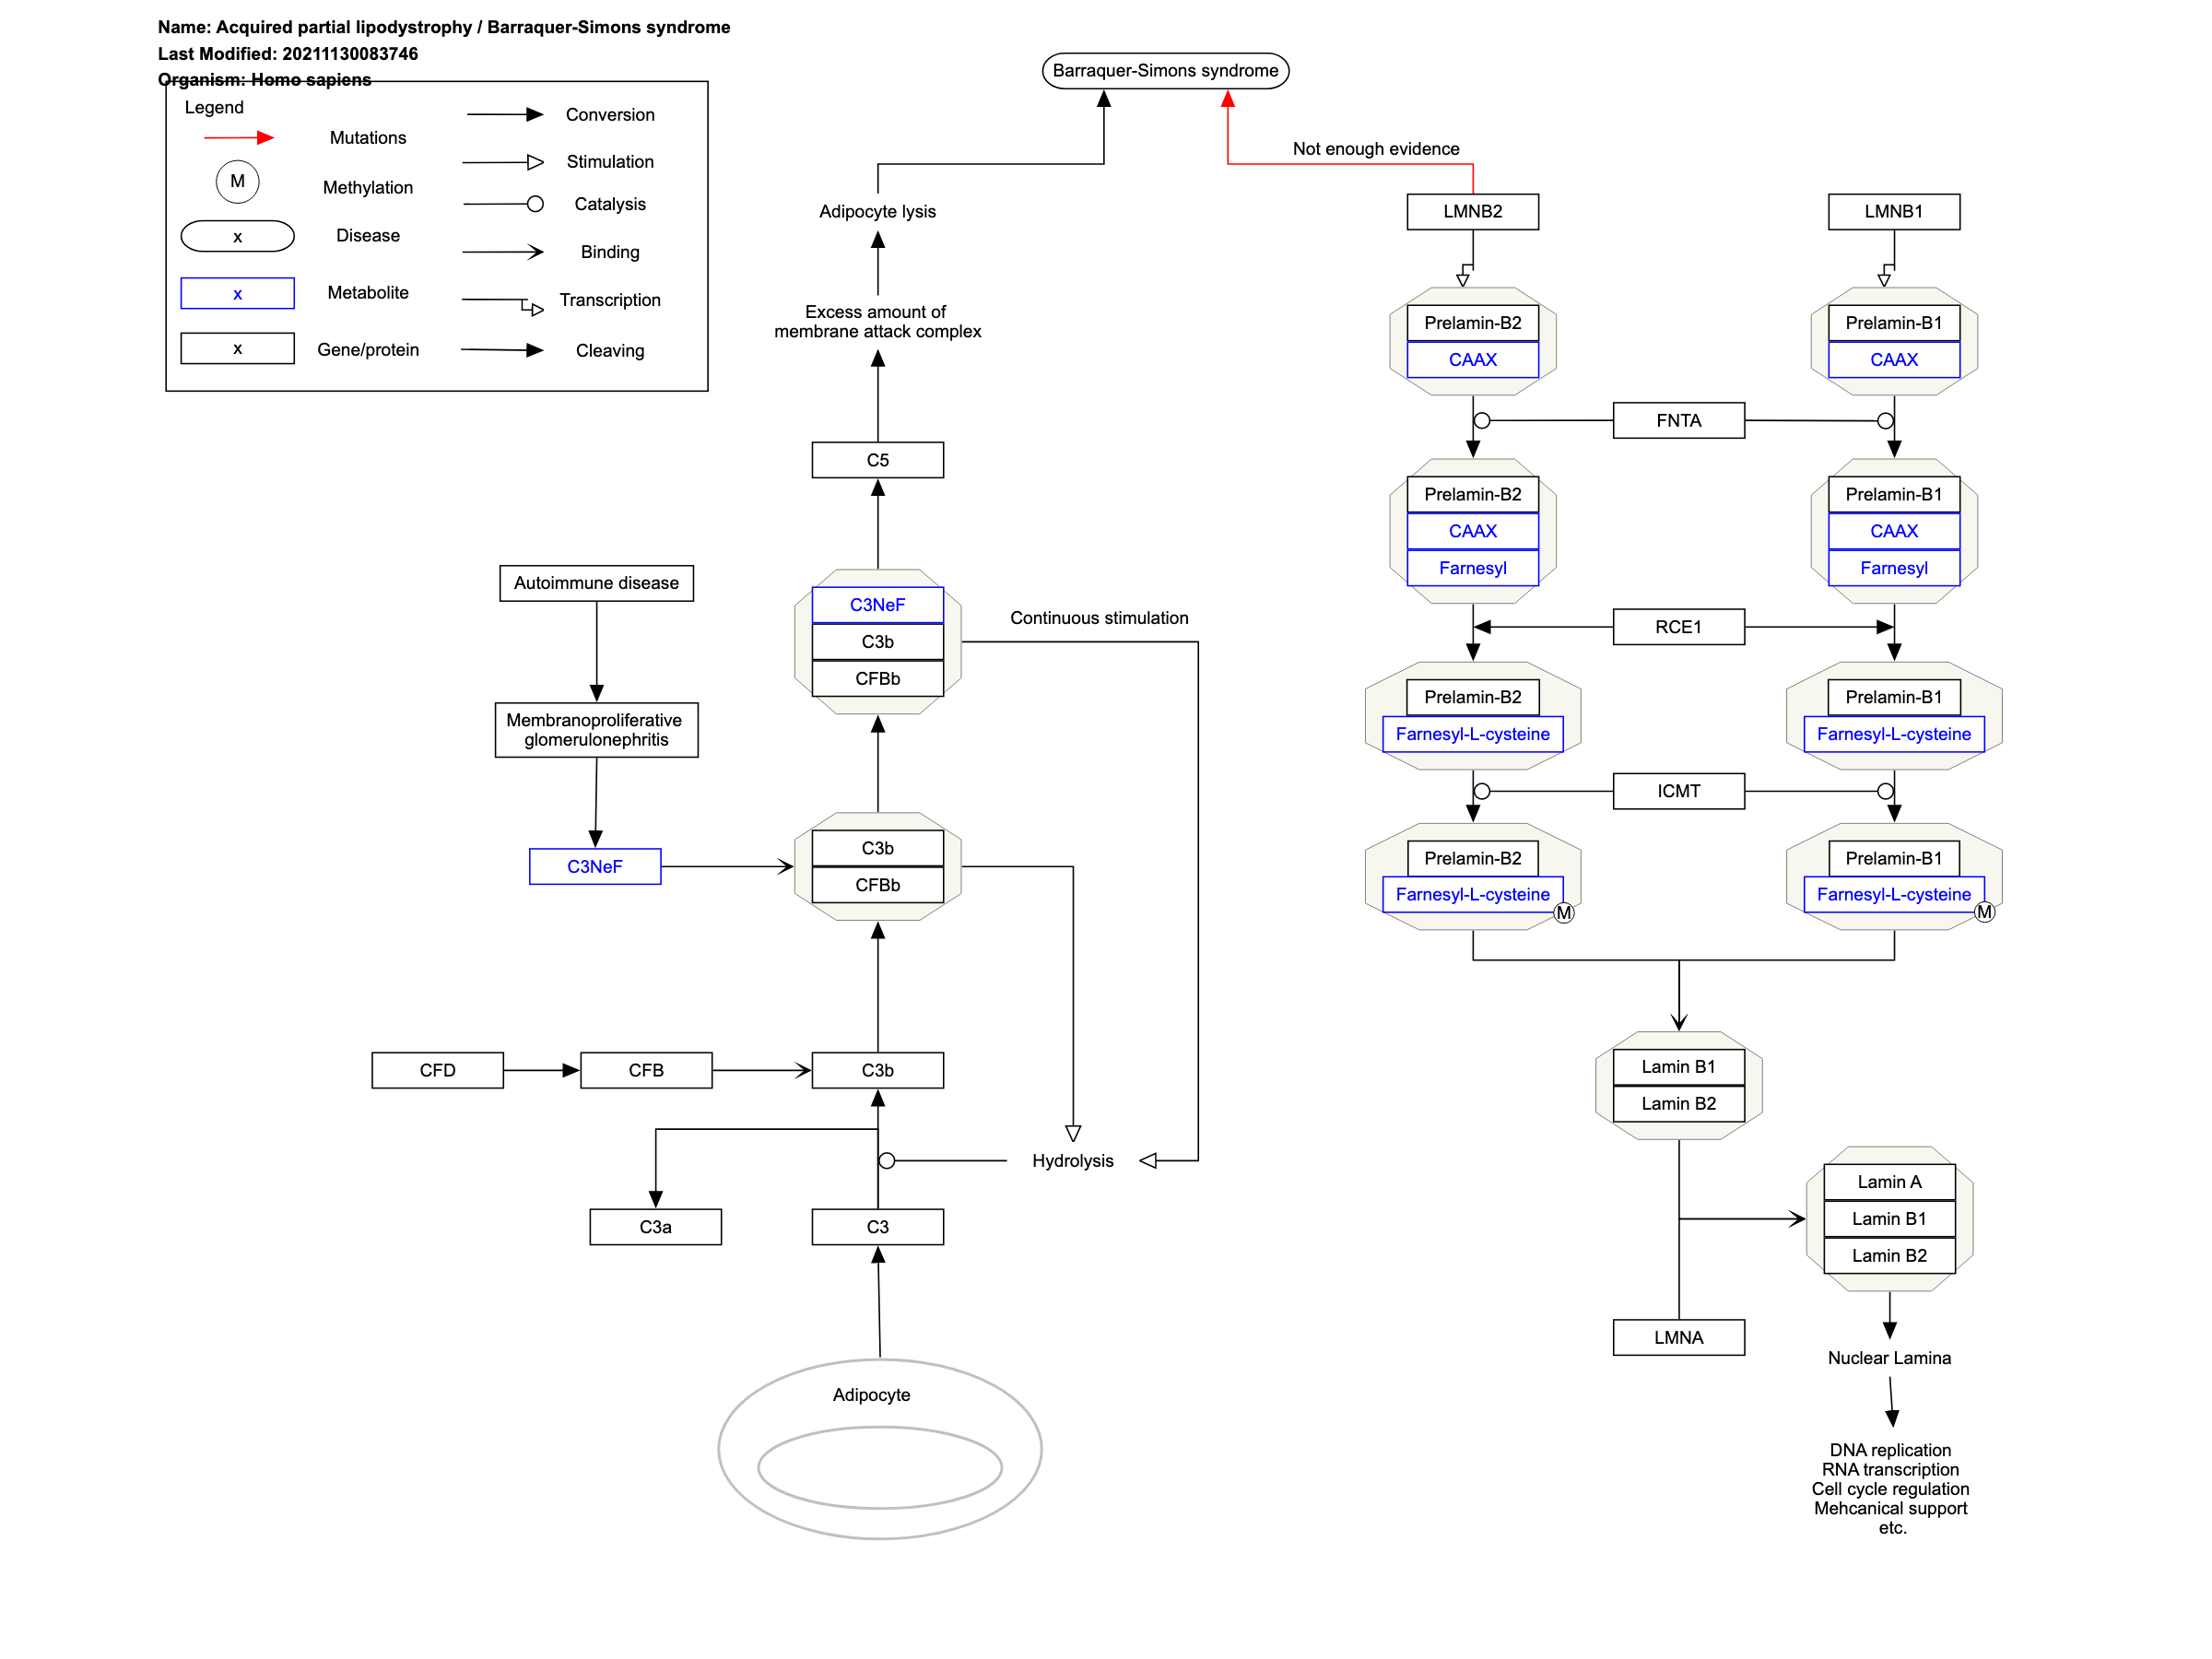 Name: Acquired partial lipodystrophy / Barraquer-Simons syndrome
Last Modified: 20211130083746
Organism: Homo sapiens
Legend
Mutations
M
Methylation
x
Disease
x
Metabolite
x
Gene/protein
Conversion
Stimulation
Catalysis
Binding
Transcription
Cleaving
Barraquer-Simons syndrome
Not enough evidence
Adipocyte lysis
Excess amount of
membrane attack complex
C5
Autoimmune disease
Membranoproliferative
glomerulonephritis
C3NeF
C3NeF
C3b
CFBb
Continuous stimulation
C3b
CFBb
CFD
CFB
C3b
Hydrolysis
C3a
C3
Adipocyte
LMNB2
LMNB1
Prelamin-B2
CAAX
Prelamin-B1
CAAX
FNTA
Prelamin-B2
CAAX
Farnesyl
Prelamin-B1
CAAX
Farnesyl
RCE1
Prelamin-B2
Farnesyl-L-cysteine
Prelamin-B1
Farnesyl-L-cysteine
ICMT
Prelamin-B2
Farnesyl-L-cysteine
M
Prelamin-B1
Farnesyl-L-cysteine
M
Lamin B1
Lamin B2
Lamin A
Lamin B1
Lamin B2
LMNA
Nuclear Lamina
DNA replication
RNA transcription
Cell cycle regulation
Mehcanical support
etc.